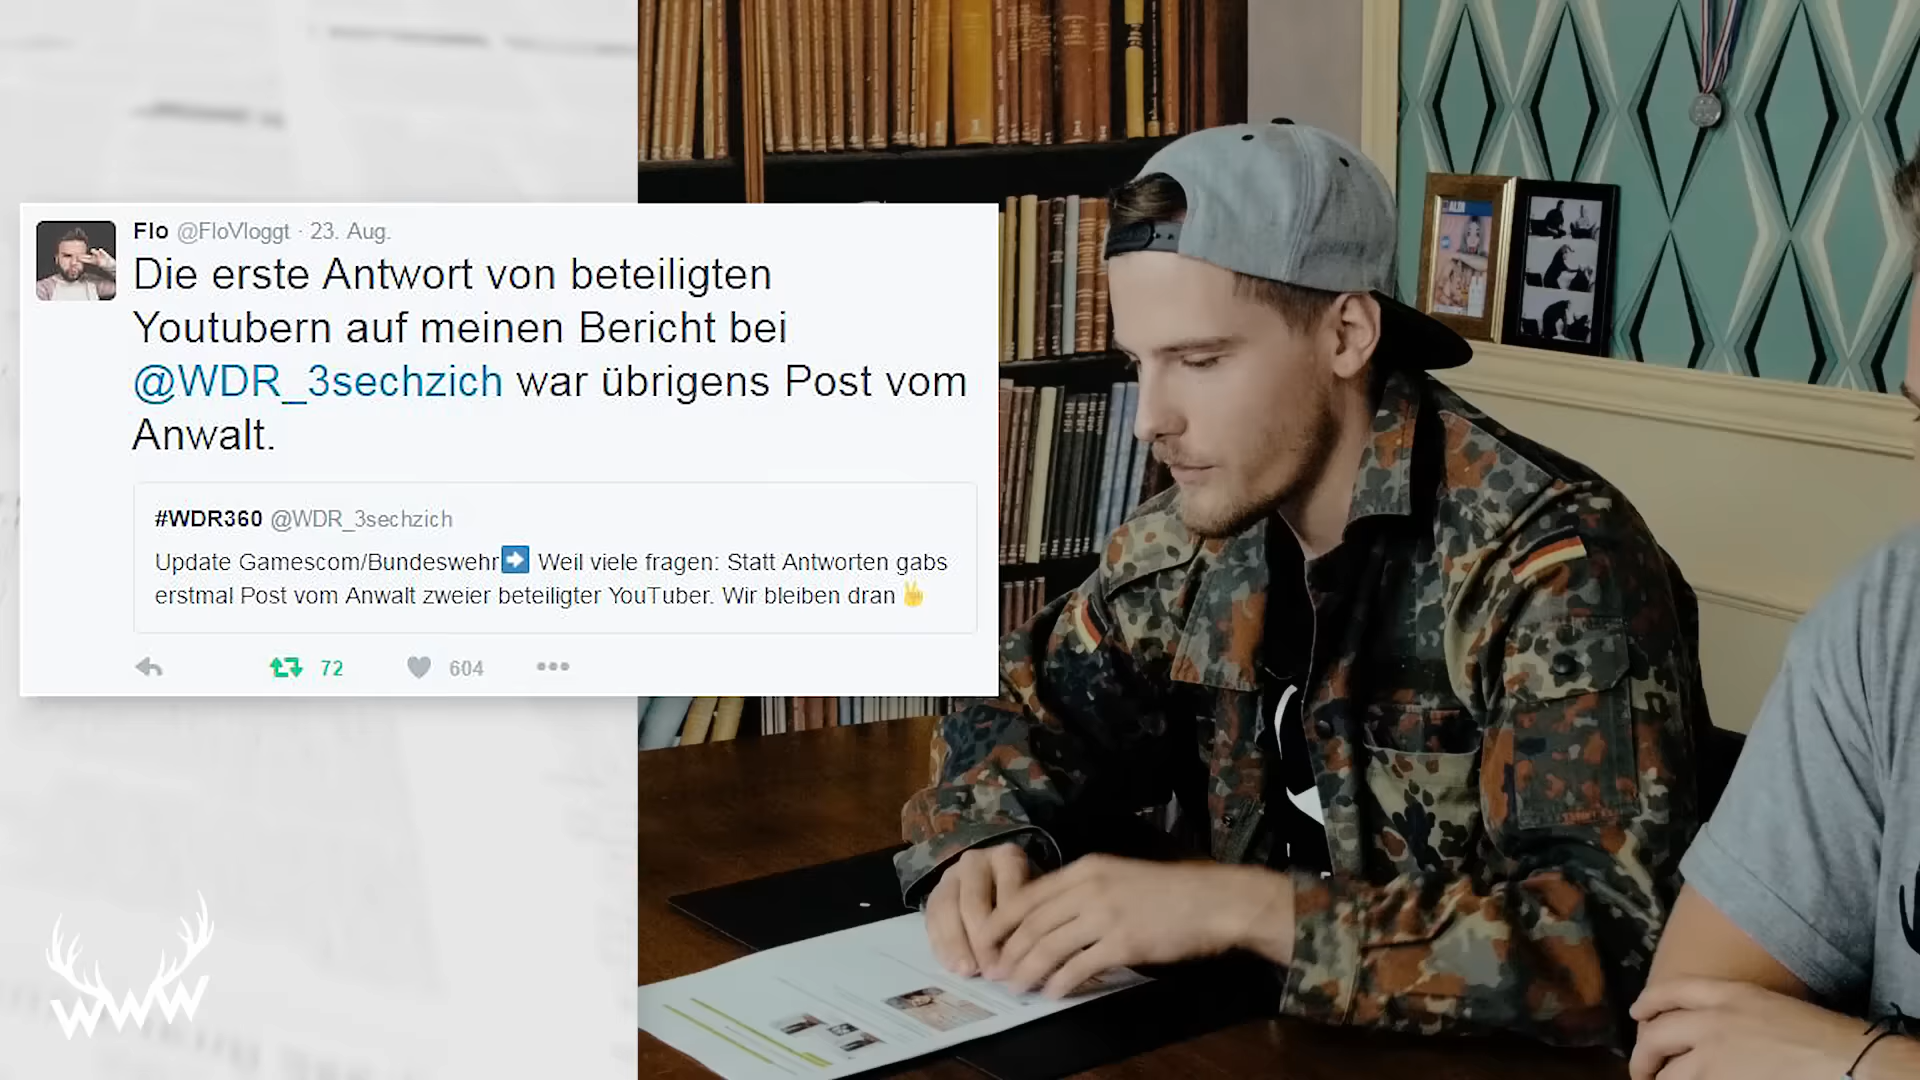 Flo @FloVloggt · 23. Aug.
Die erste Antwort von beteiligten
Youtubern auf meinen Bericht bei
@WDR_3sechzich war übrigens Post vom
Anwalt.
#WDR360 @WDR_3sechzich
Update Gamescom/Bundeswehr➡️ Weil viele fragen: Statt Antworten gabs
erstmal Post vom Anwalt zweier beteiligter YouTuber. Wir bleiben dran ✌️
72 604
WWW